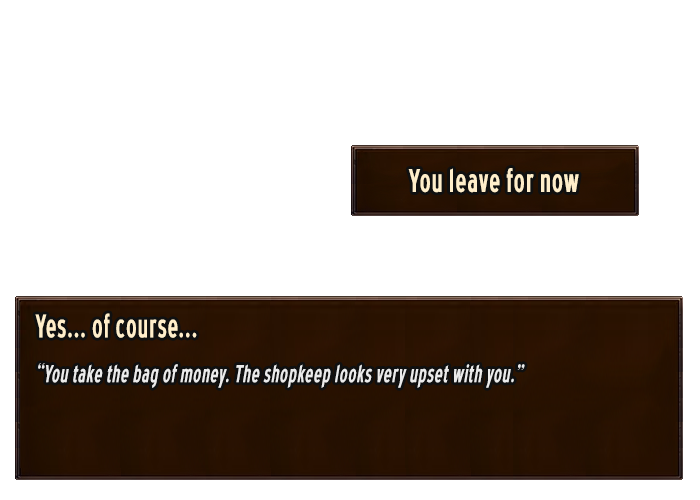 You leave for now
Yes... of course...
“You take the bag of money. The shopkeep looks very upset with you.”